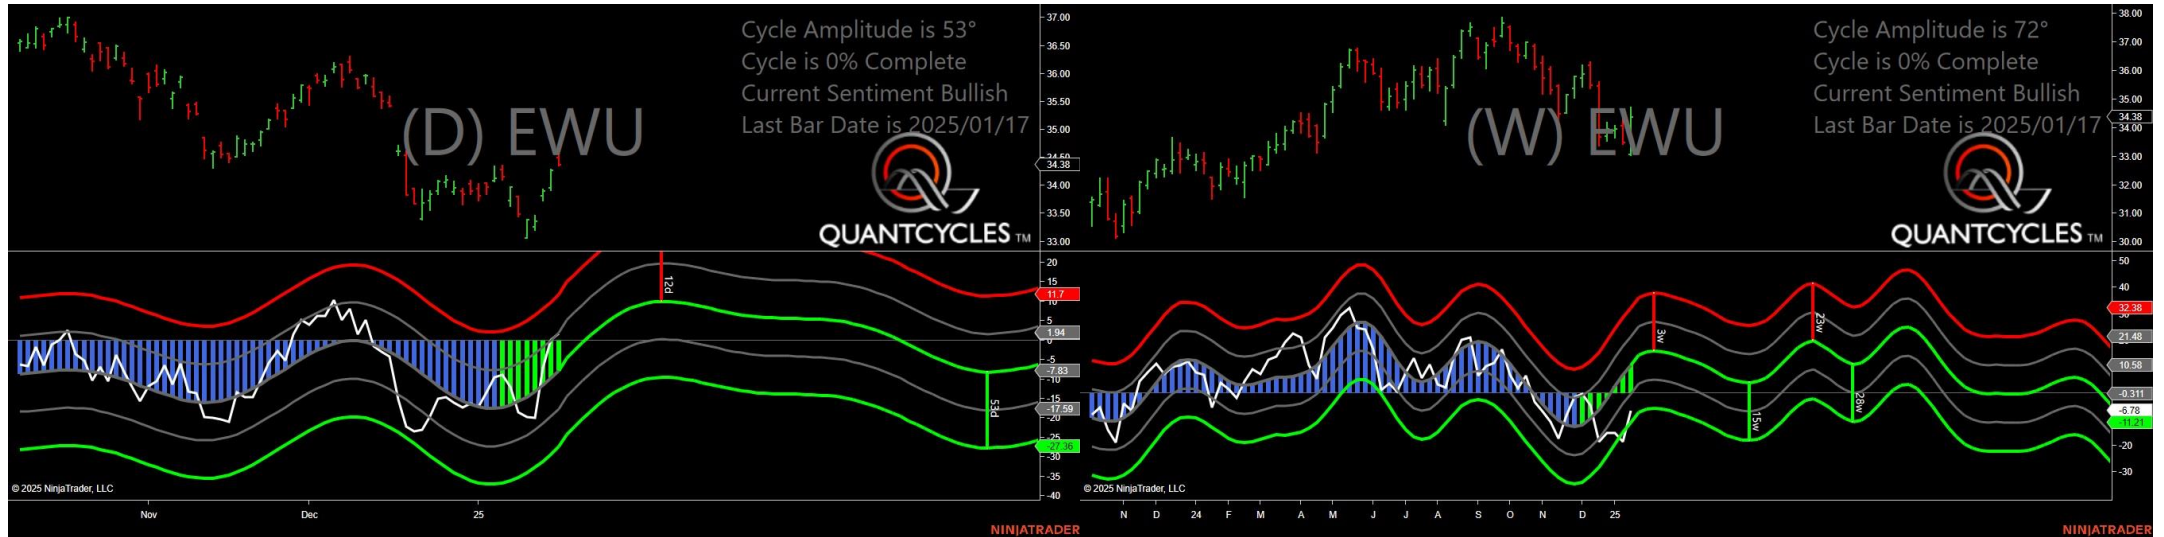 Cycle Amplitude is 53°
Cycle is 0% Complete
Current Sentiment Bullish
Last Bar Date is 2025/01/17
(D) EWU
QUANTCYCLES TM
37.00
36.50
36.00
35.50
35.00
34.50
34.38
34.00
33.50
33.00
20
15
11.7
10
5
1.94
0
-5
-7.83
-10
-15
-17.59
-20
-25
-27.36
-30
-35
-40
12d
53d
© 2025 NinjaTrader, LLC
Nov
Dec
25
NINJATRADER
Cycle Amplitude is 72°
Cycle is 0% Complete
Current Sentiment Bullish
Last Bar Date is 2025/01/17
(W) EWU
QUANTCYCLES TM
38.00
37.00
36.00
35.00
34.38
34.00
33.00
32.00
31.00
30.00
50
40
32.38
30
21.48
10.58
-0.311
-6.78
-11.21
-20
-30
3w
15w
23w
28w
© 2025 NinjaTrader, LLC
N D 24 F M A M J J A S O N D 25
NINJATRADER